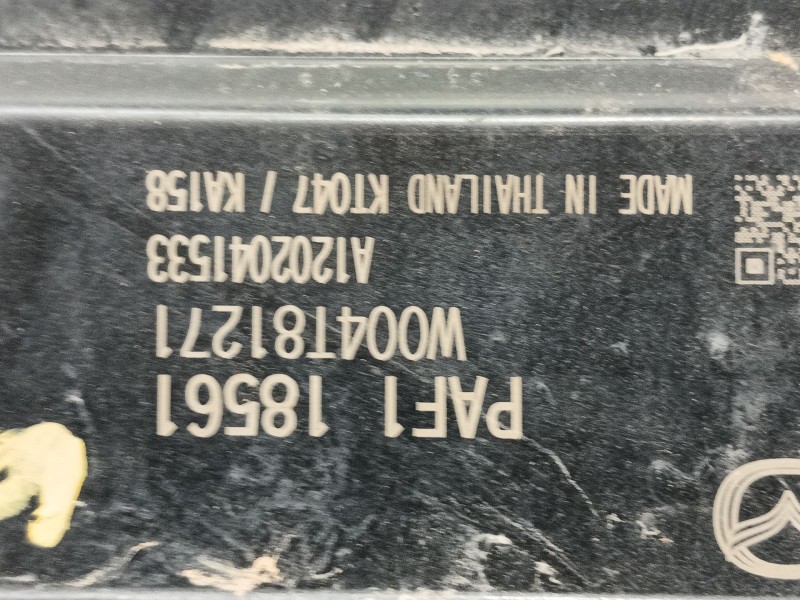 PAF1 18561
W004T81271
A1202041533
MADE IN THAILAND KT047 / KA158